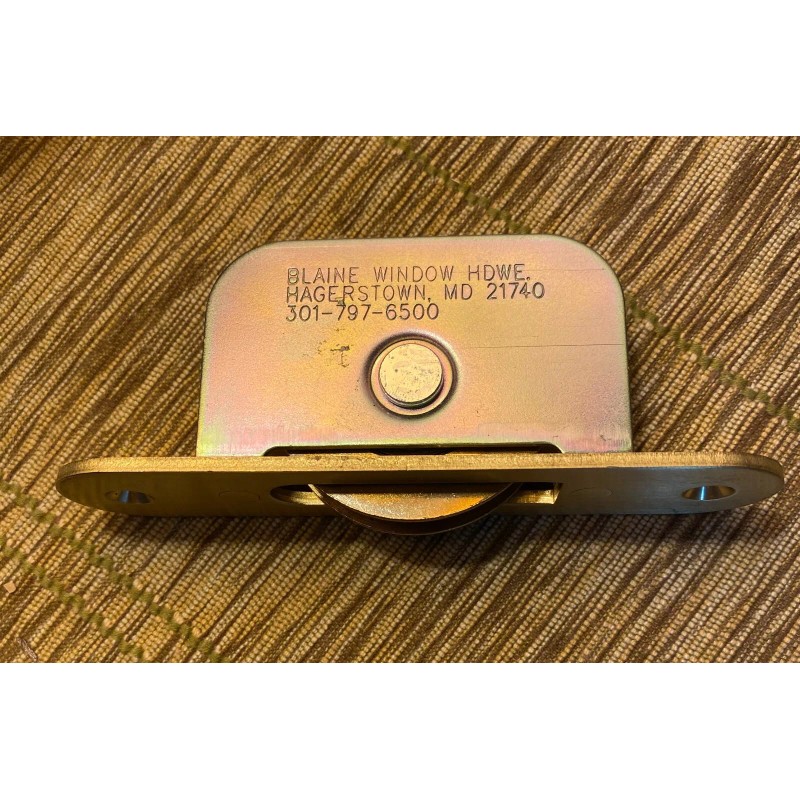 BLAINE WINDOW HDWE.
HAGERSTOWN, MD 21740
301-797-6500